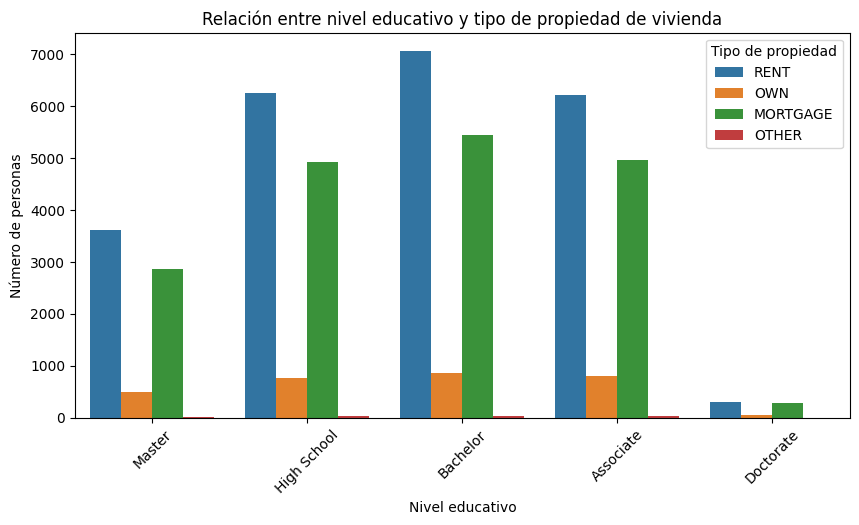 Relación entre nivel educativo y tipo de propiedad de vivienda
Tipo de propiedad
RENT
OWN
MORTGAGE
OTHER
Número de personas
7000
6000
5000
4000
3000
2000
1000
0
Master
High School
Bachelor
Associate
Doctorate
Nivel educativo